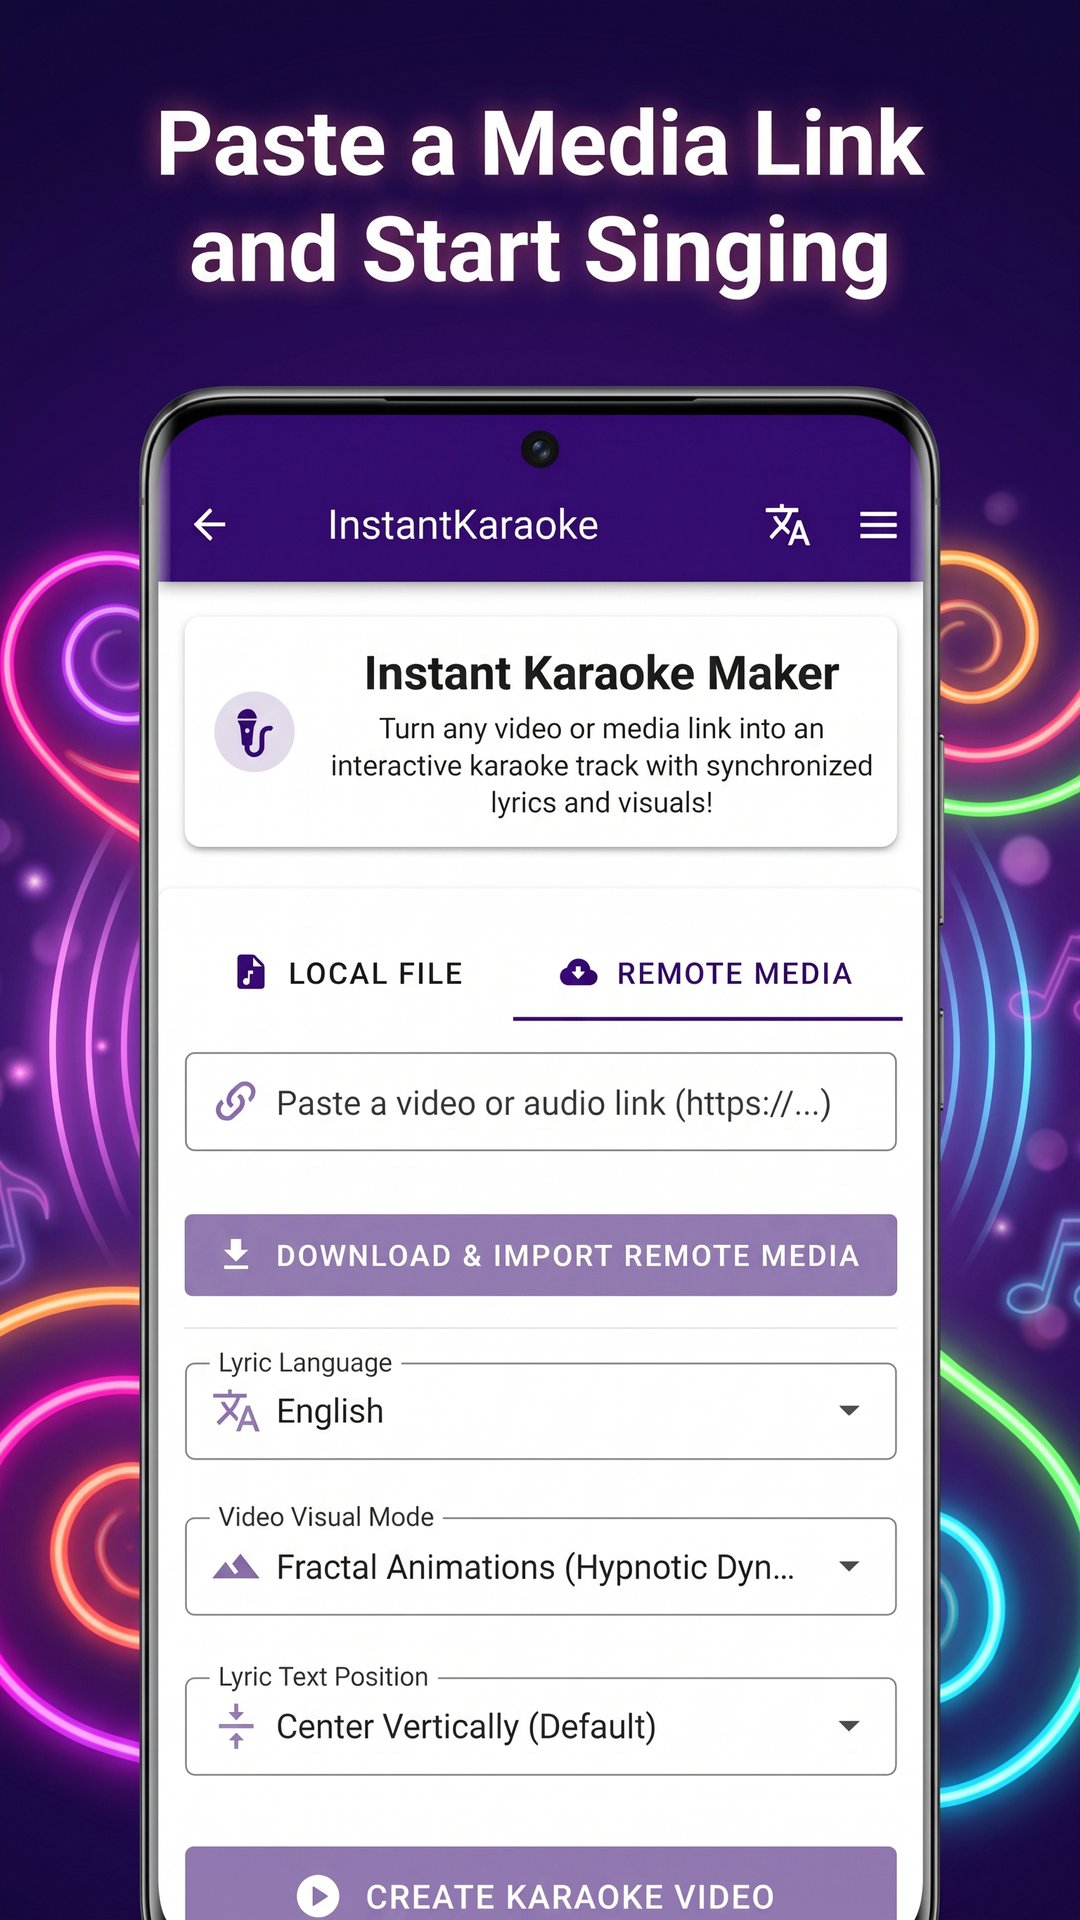 Paste a Media Link
and Start Singing
InstantKaraoke
Instant Karaoke Maker
Turn any video or media link into an
interactive karaoke track with synchronized
lyrics and visuals!
LOCAL FILE
REMOTE MEDIA
Paste a video or audio link (https://...)
DOWNLOAD & IMPORT REMOTE MEDIA
Lyric Language
English
Video Visual Mode
Fractal Animations (Hypnotic Dyn...
Lyric Text Position
Center Vertically (Default)
CREATE KARAOKE VIDEO